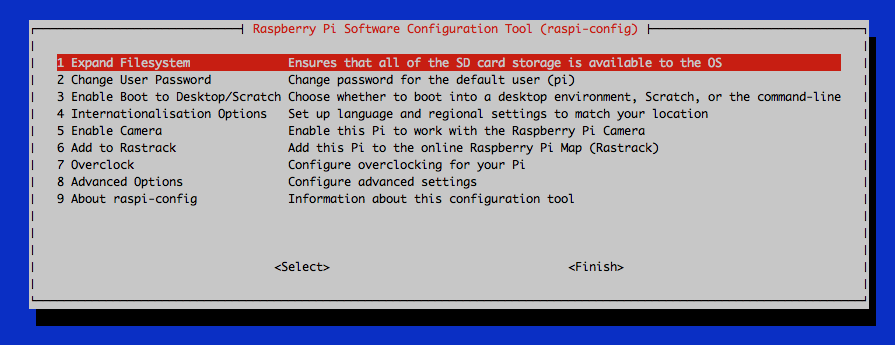 Raspberry Pi Software Configuration Tool (raspi-config)
1 Expand Filesystem Ensures that all of the SD card storage is available to the OS
2 Change User Password Change password for the default user (pi)
3 Enable Boot to Desktop/Scratch Choose whether to boot into a desktop environment, Scratch, or the command-line
4 Internationalisation Options Set up language and regional settings to match your location
5 Enable Camera Enable this Pi to work with the Raspberry Pi Camera
6 Add to Rastrack Add this Pi to the online Raspberry Pi Map (Rastrack)
7 Overclock Configure overclocking for your Pi
8 Advanced Options Configure advanced settings
9 About raspi-config Information about this configuration tool
<Select> <Finish>